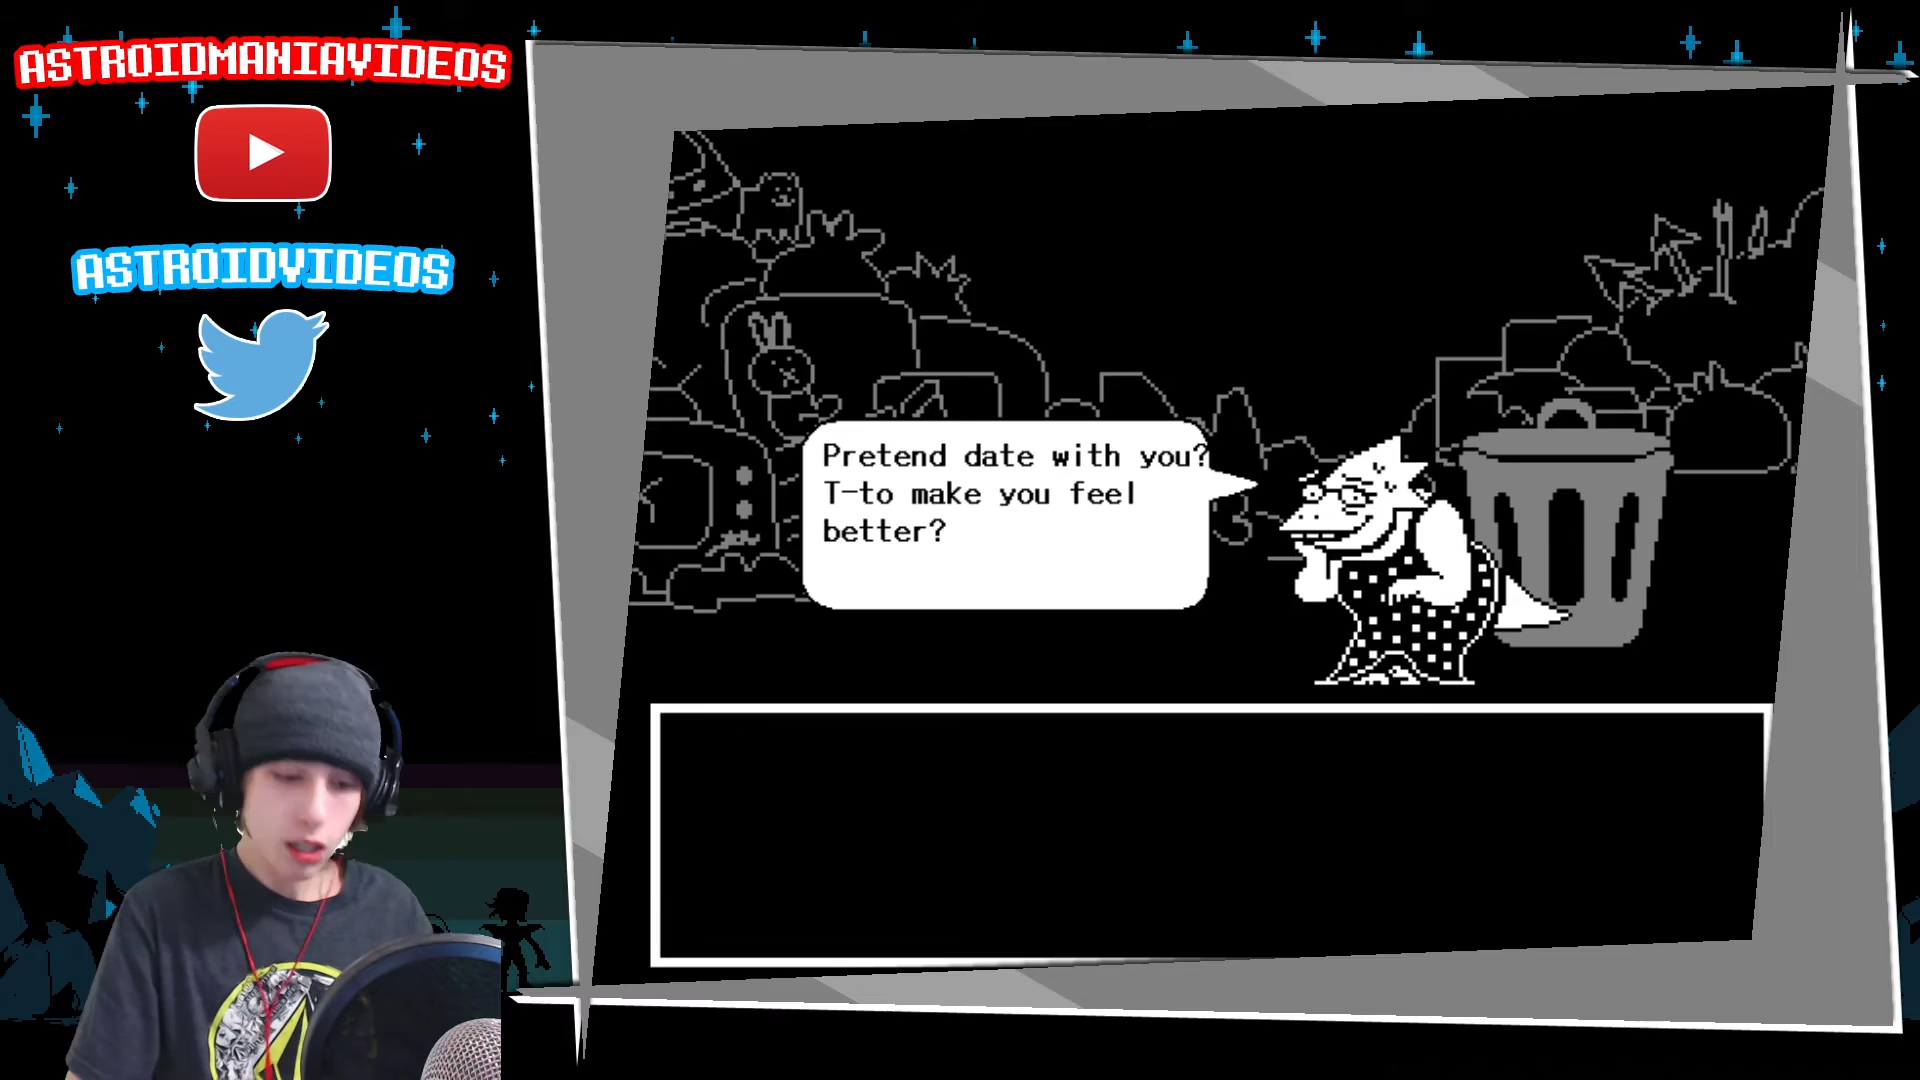 ASTROIDMANIAVIDEOS
ASTROIDVIDEOS
Pretend date with you?
T-to make you feel
better?